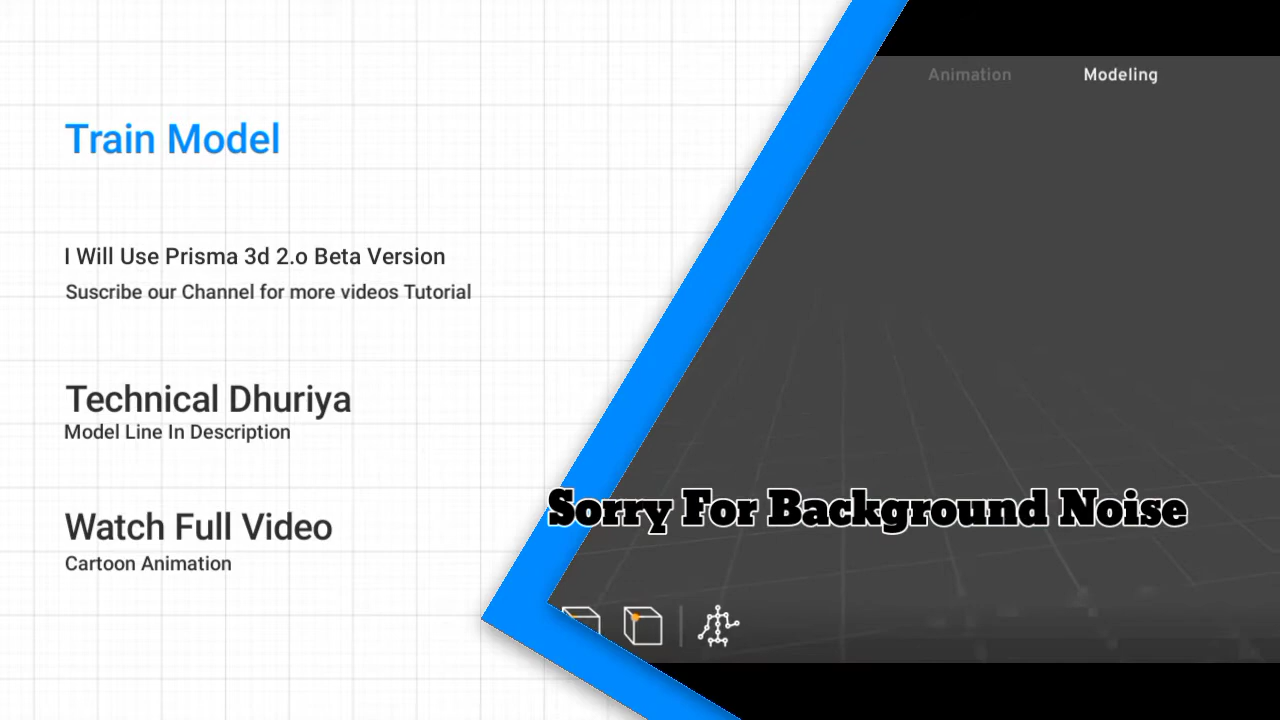 Train Model
I Will Use Prisma 3d 2.o Beta Version
Suscribe our Channel for more videos Tutorial
Technical Dhuriya
Model Line In Description
Watch Full Video
Cartoon Animation
Animation Modeling
Sorry For Background Noise